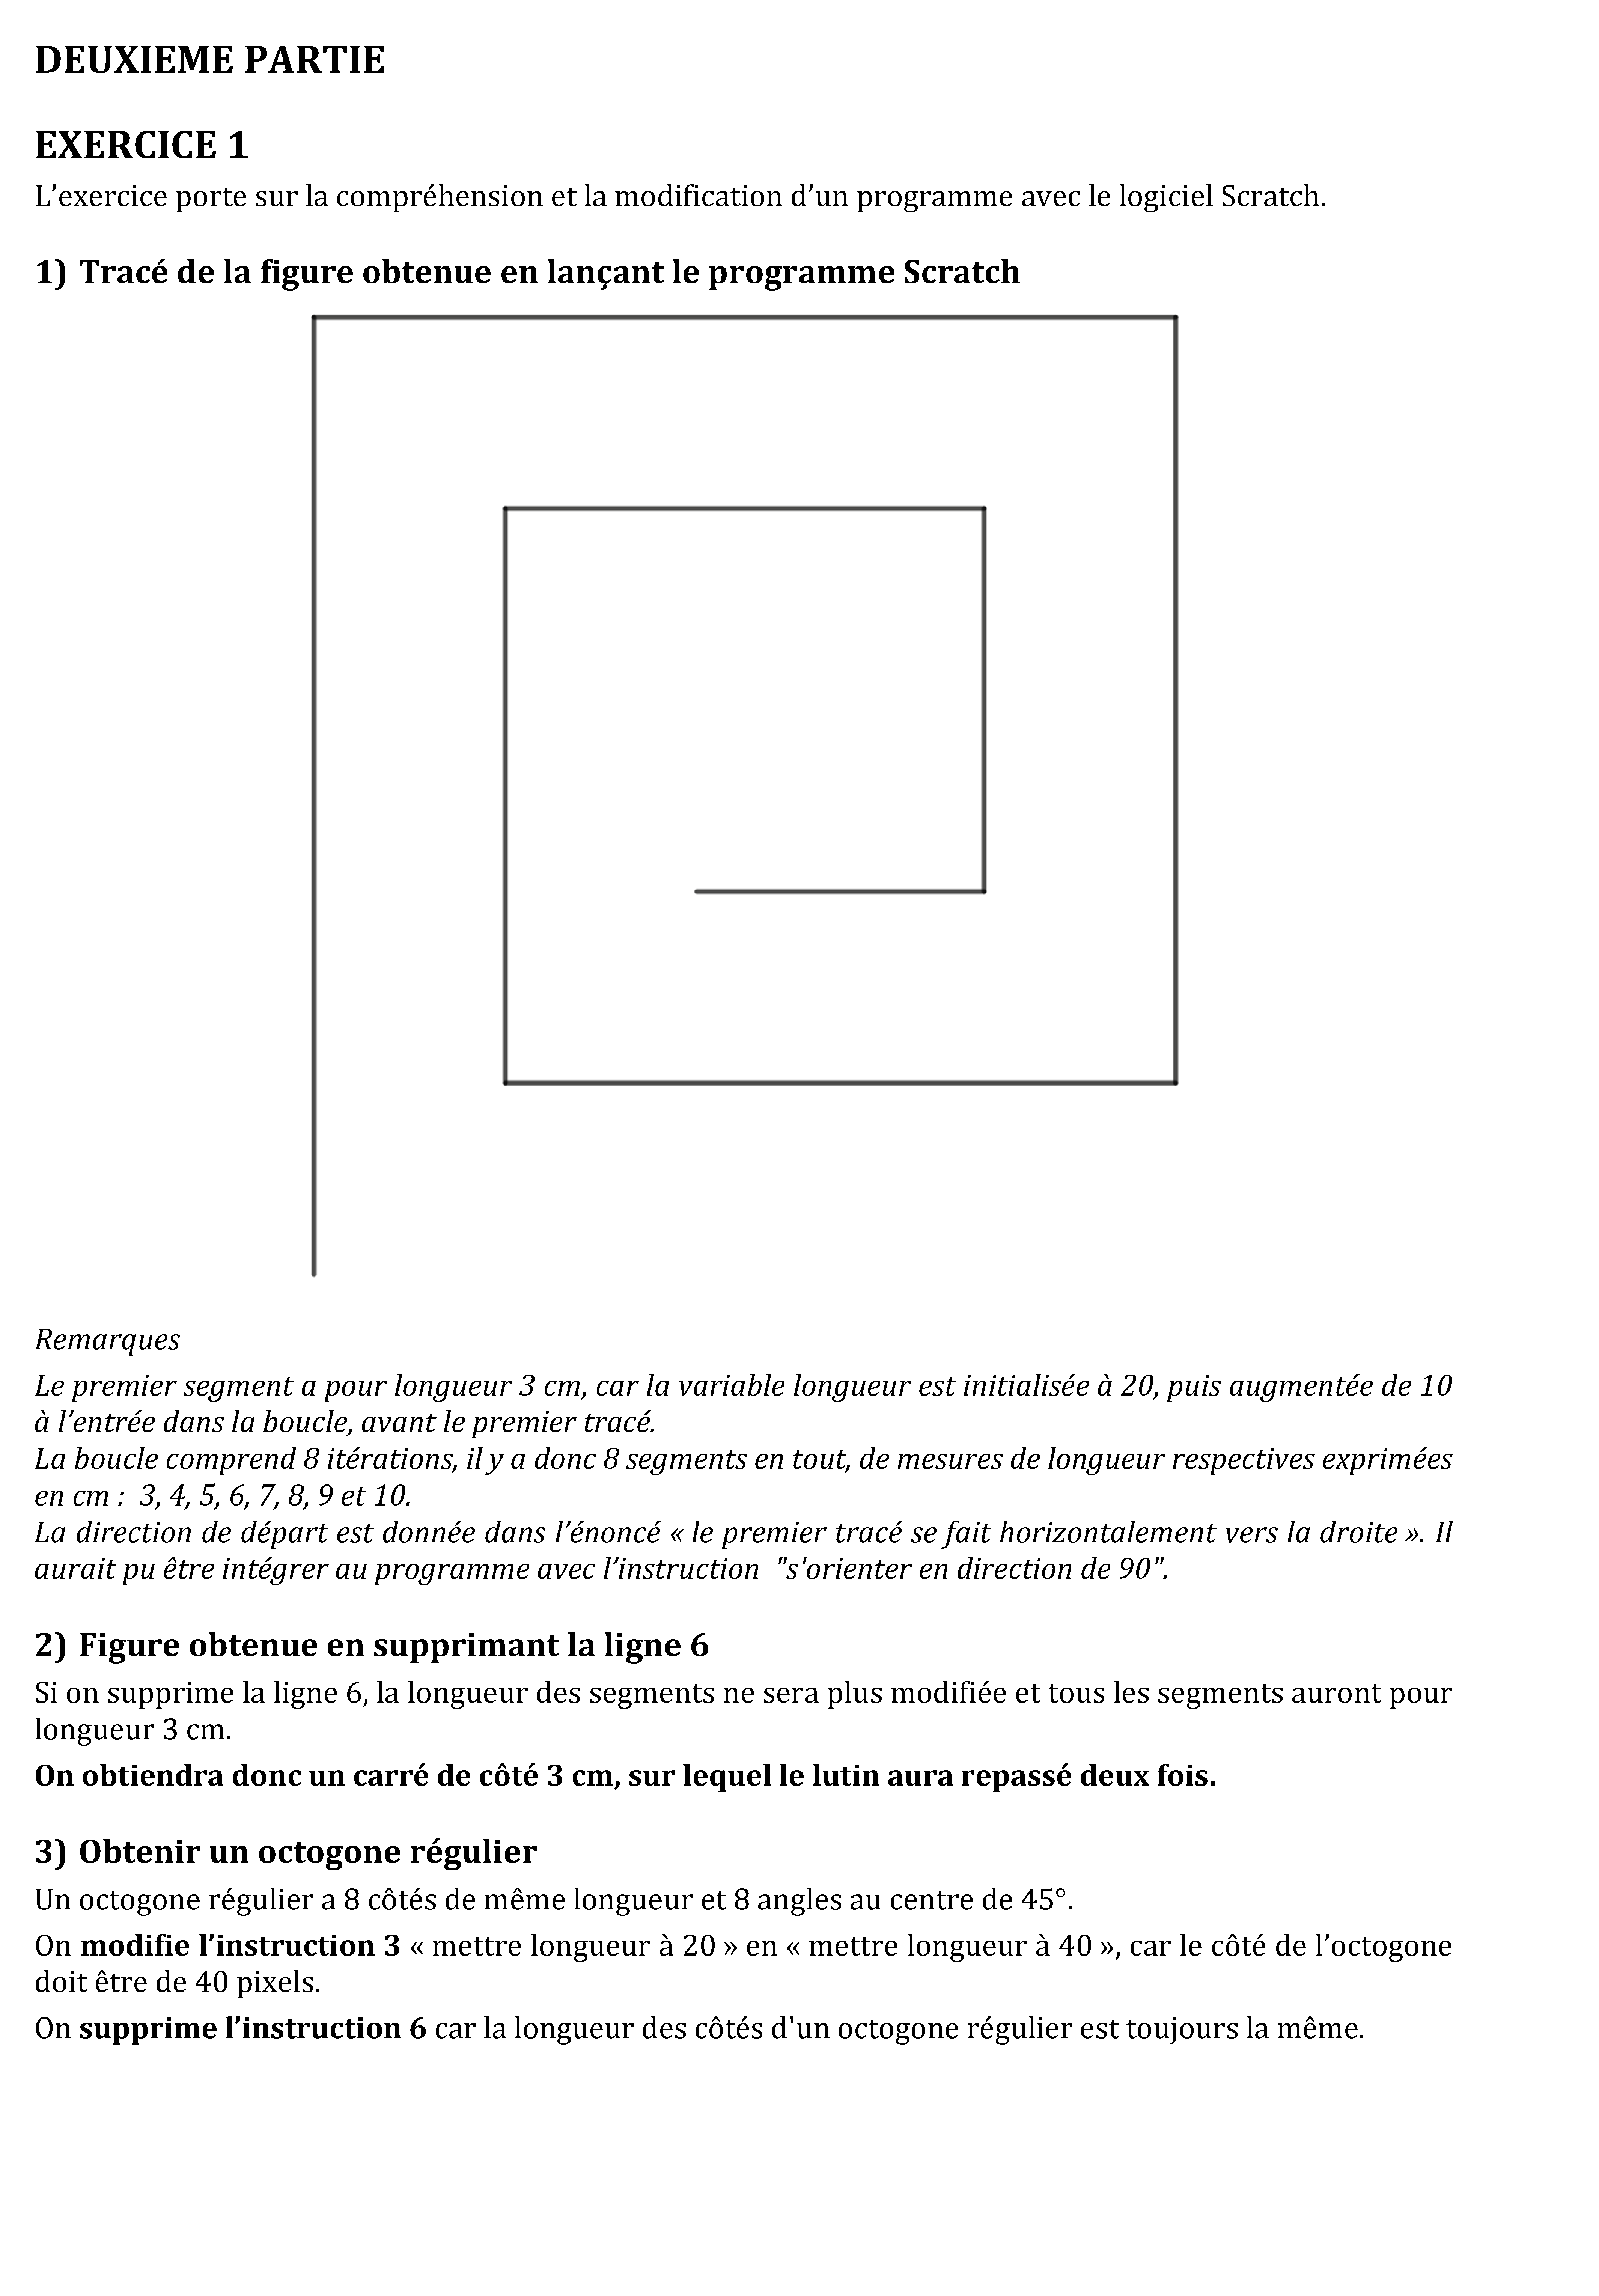 DEUXIEME PARTIE
EXERCICE 1
L’exercice porte sur la compréhension et la modification d’un programme avec le logiciel Scratch.
1) Tracé de la figure obtenue en lançant le programme Scratch
Remarques
Le premier segment a pour longueur 3 cm, car la variable longueur est initialisée à 20, puis augmentée de 10
à l’entrée dans la boucle, avant le premier tracé.
La boucle comprend 8 itérations, il y a donc 8 segments en tout, de mesures de longueur respectives exprimées
en cm : 3, 4, 5, 6, 7, 8, 9 et 10.
La direction de départ est donnée dans l’énoncé « le premier tracé se fait horizontalement vers la droite ». Il
aurait pu être intégrer au programme avec l’instruction "s'orienter en direction de 90".
2) Figure obtenue en supprimant la ligne 6
Si on supprime la ligne 6, la longueur des segments ne sera plus modifiée et tous les segments auront pour
longueur 3 cm.
On obtiendra donc un carré de côté 3 cm, sur lequel le lutin aura repassé deux fois.
3) Obtenir un octogone régulier
Un octogone régulier a 8 côtés de même longueur et 8 angles au centre de 45°.
On modifie l’instruction 3 « mettre longueur à 20 » en « mettre longueur à 40 », car le côté de l’octogone
doit être de 40 pixels.
On supprime l’instruction 6 car la longueur des côtés d'un octogone régulier est toujours la même.